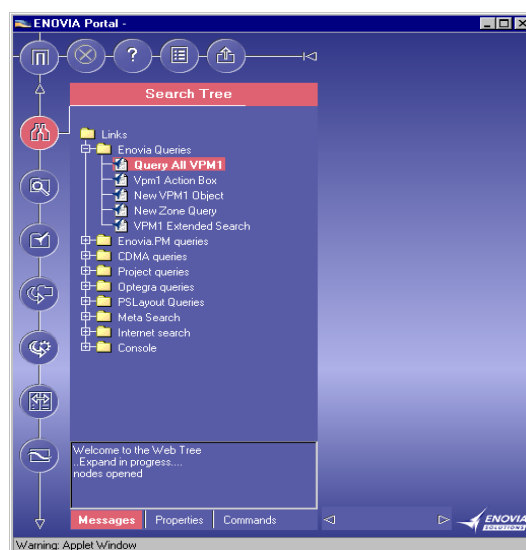 ENOVIA Portal -
?
Search Tree
Links
Enovia Queries
Query All VPM1
Vpm1 Action Box
New VPM1 Object
New Zone Query
VPM1 Extended Search
Enovia.PM queries
CDMA queries
Project queries
Optegra queries
PSLayout Queries
Meta Search
Internet search
Console
Welcome to the Web Tree
..Expand in progress....
nodes opened
Messages Properties Commands
ENOVIA
SOLUTIONS
Warning: Applet Window